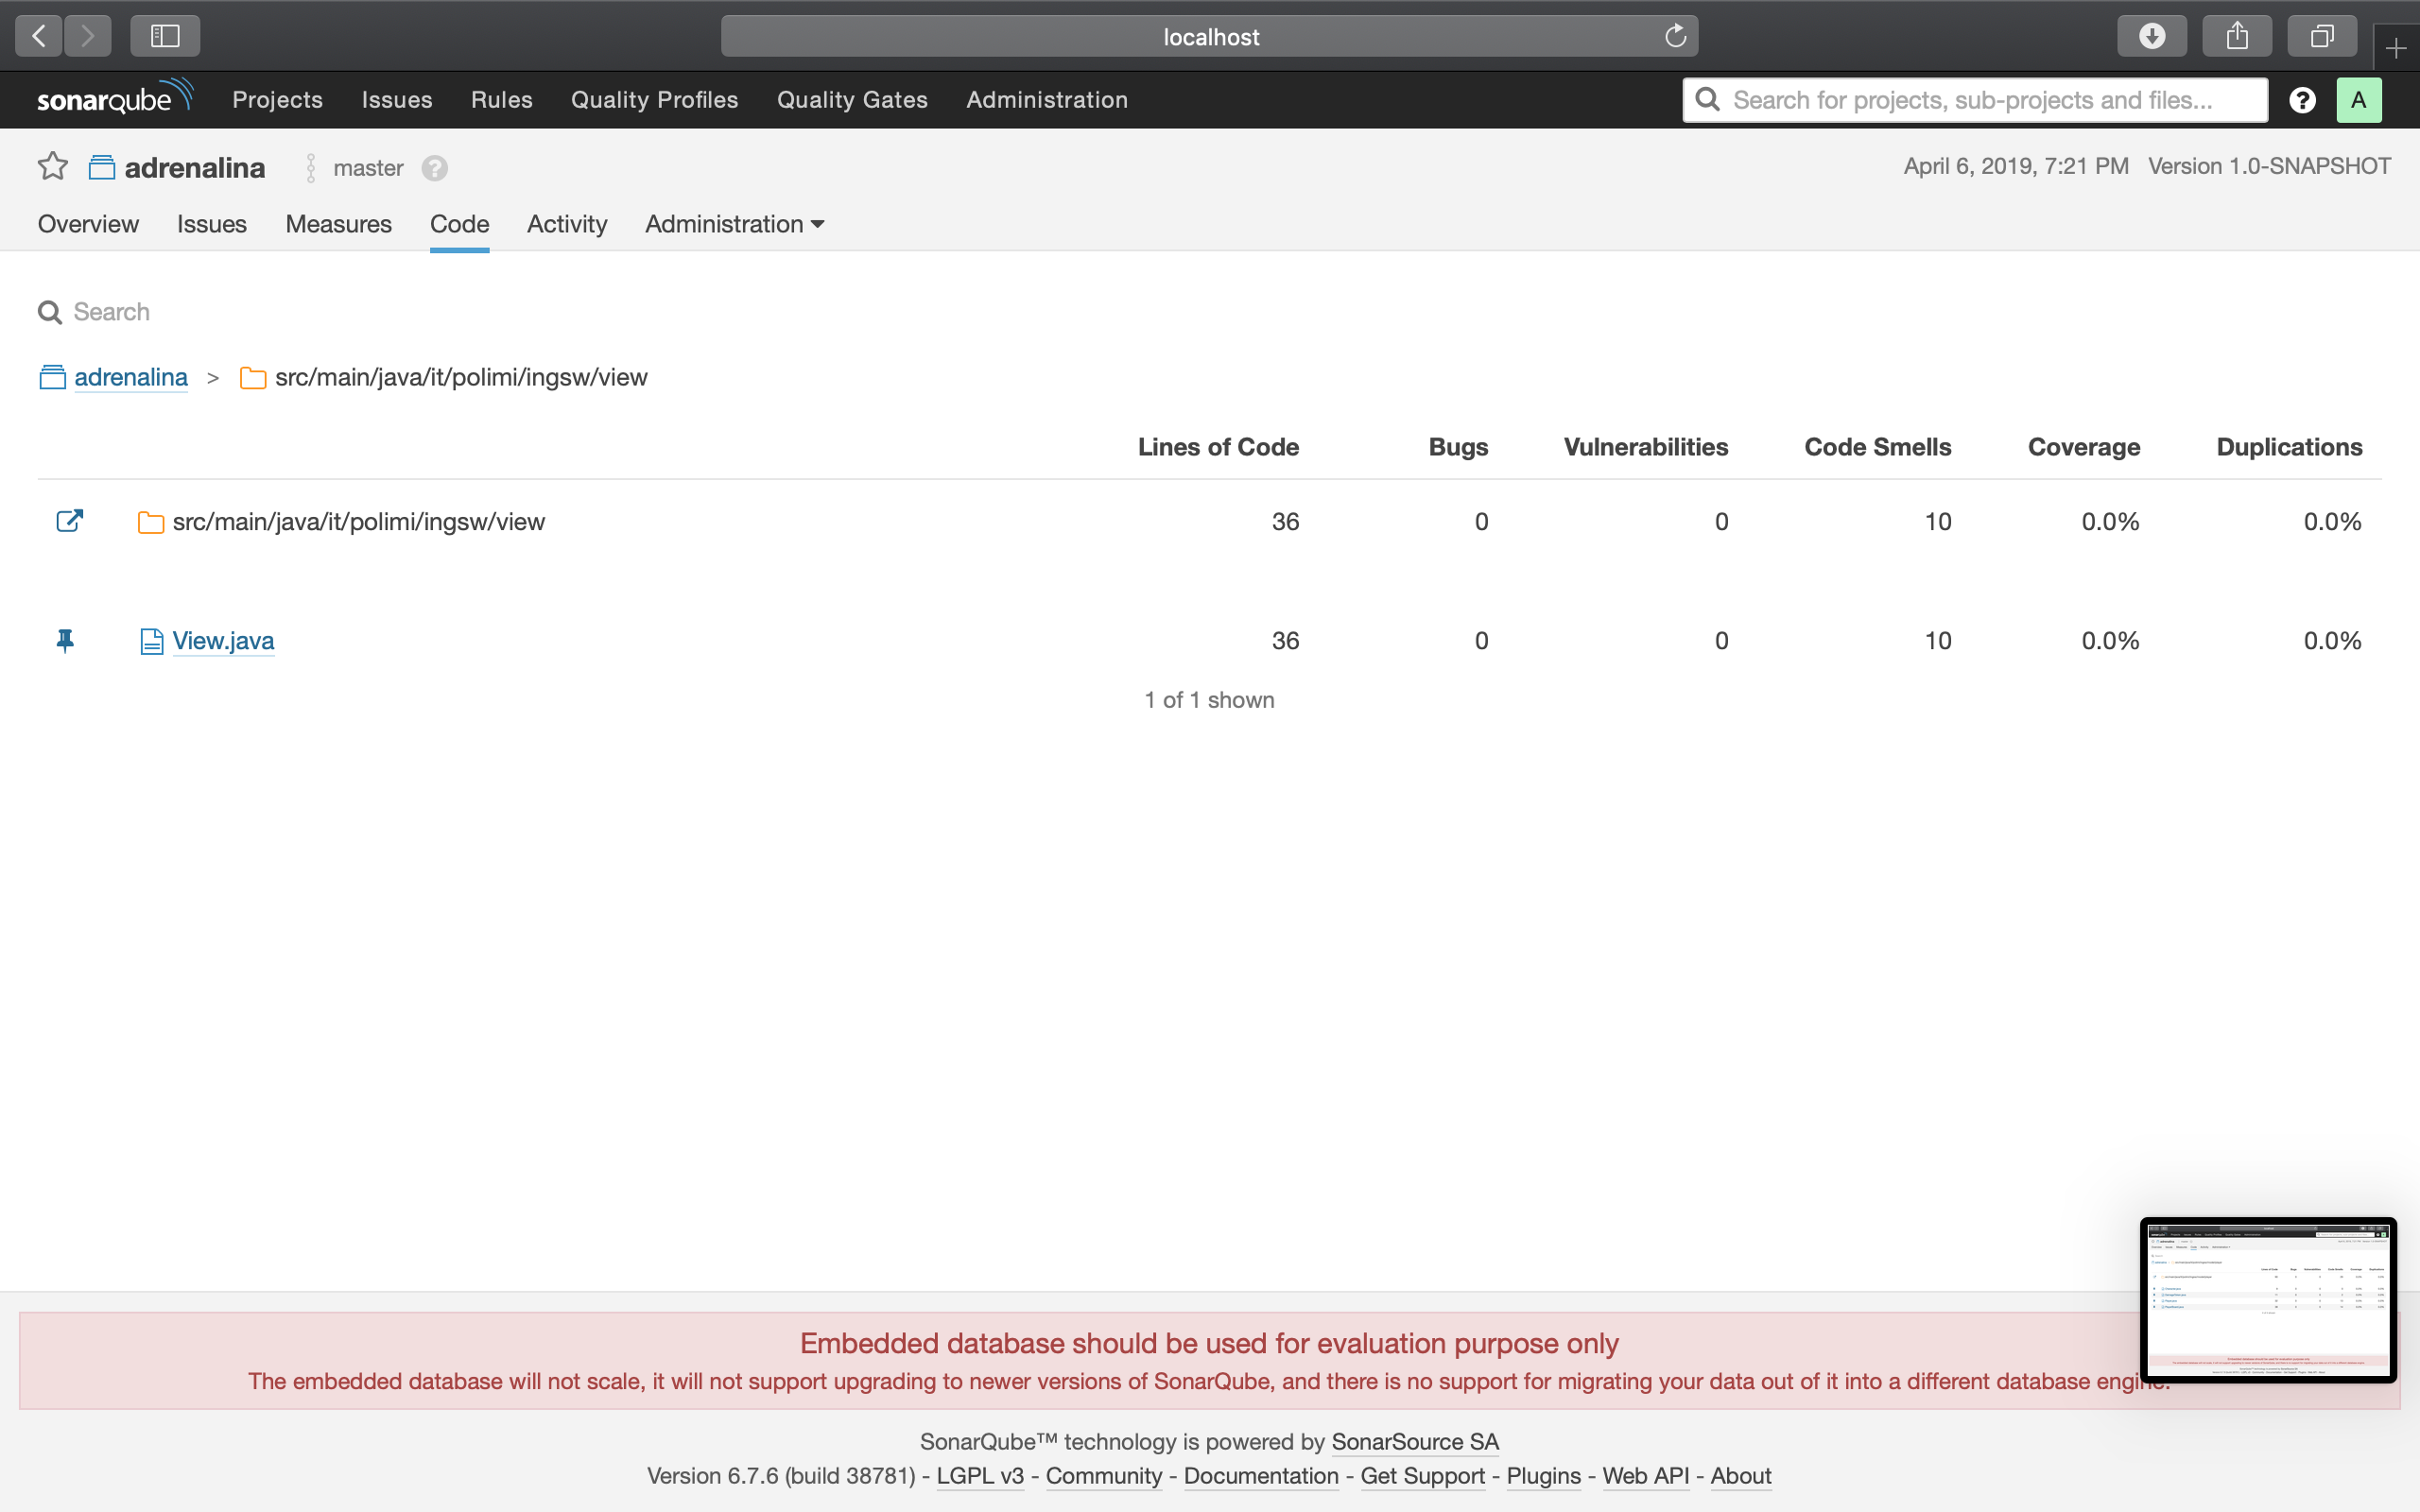 localhost
sonarqube Projects Issues Rules Quality Profiles Quality Gates Administration Search for projects, sub-projects and files... ? A
adrenalina master ? April 6, 2019, 7:21 PM Version 1.0-SNAPSHOT
Overview Issues Measures Code Activity Administration
Search
adrenalina > src/main/java/it/polimi/ingsw/view
Lines of Code Bugs Vulnerabilities Code Smells Coverage Duplications
src/main/java/it/polimi/ingsw/view 36 0 0 10 0.0% 0.0%
View.java 36 0 0 10 0.0% 0.0%
1 of 1 shown
Embedded database should be used for evaluation purpose only
The embedded database will not scale, it will not support upgrading to newer versions of SonarQube, and there is no support for migrating your data out of it into a different database engine.
SonarQube™ technology is powered by SonarSource SA
Version 6.7.6 (build 38781) - LGPL v3 - Community - Documentation - Get Support - Plugins - Web API - About